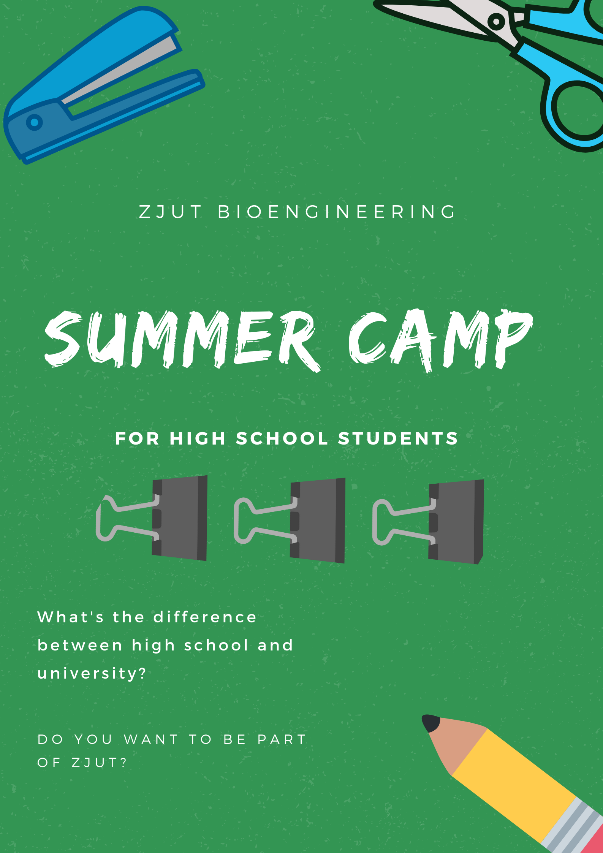 ZJUT BIOENGINEERING
SUMMER CAMP
FOR HIGH SCHOOL STUDENTS
What's the difference
between high school and
university?
DO YOU WANT TO BE PART
OF ZJUT?